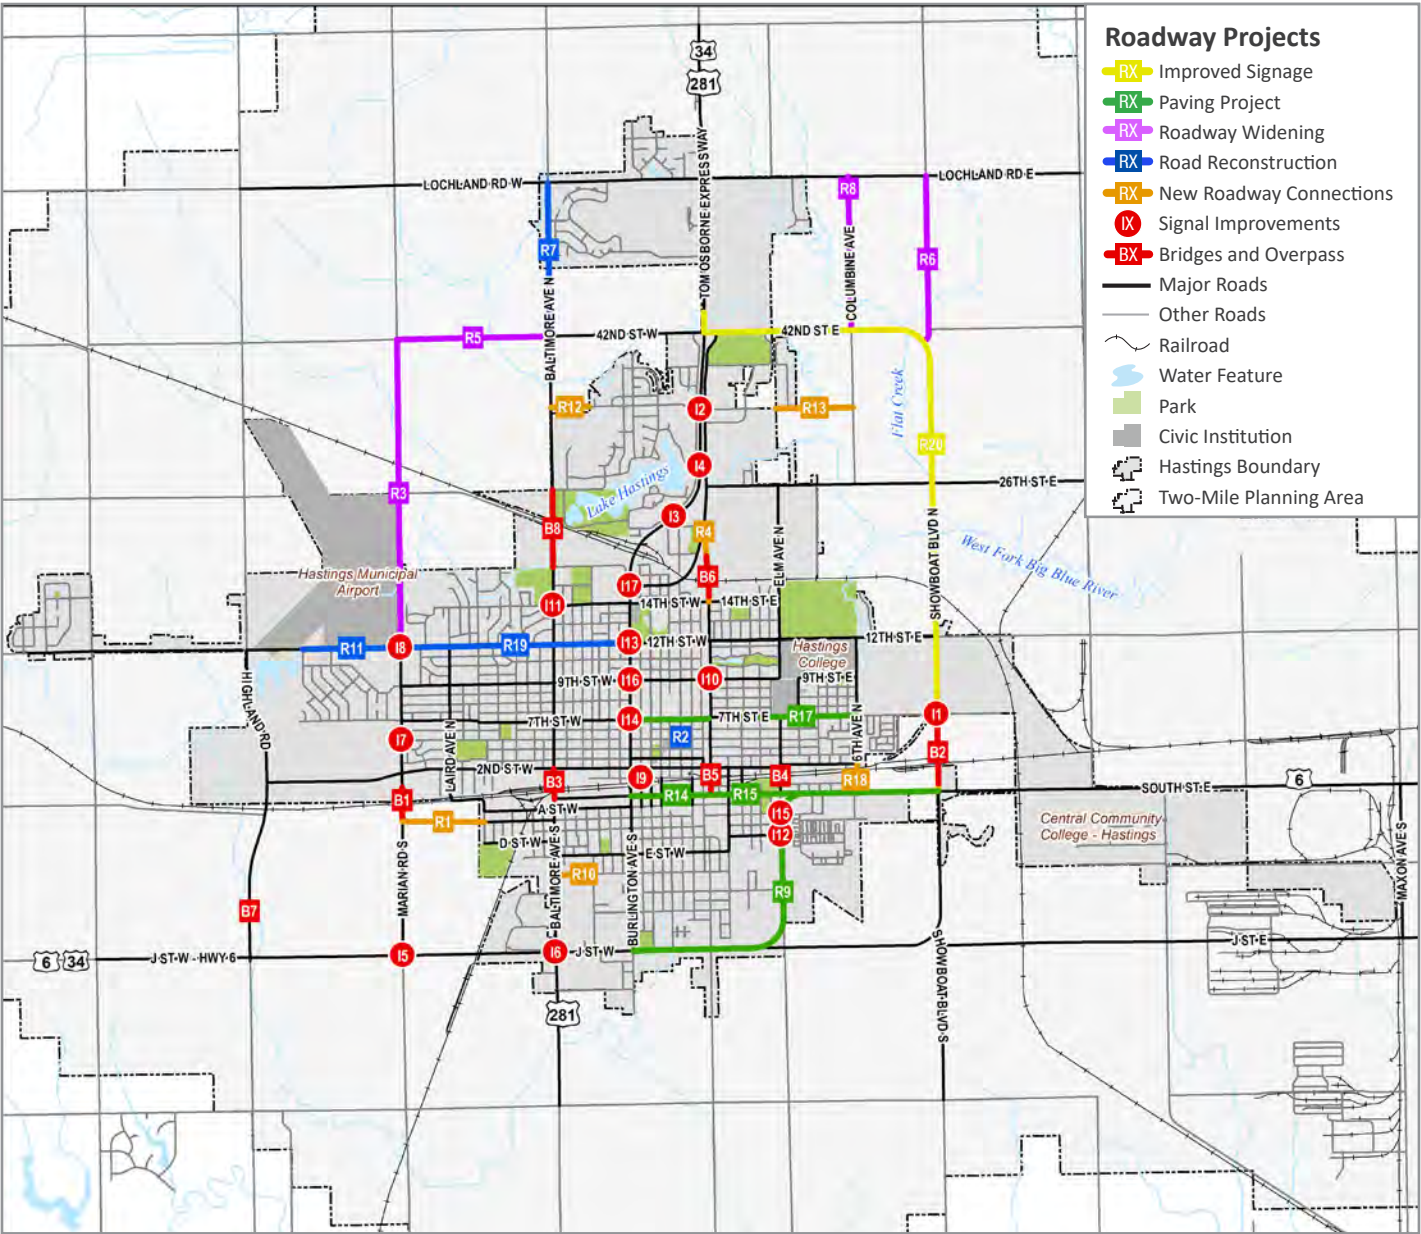 Roadway Projects
RX Improved Signage
RX Paving Project
RX Roadway Widening
RX Road Reconstruction
RX New Roadway Connections
IX Signal Improvements
BX Bridges and Overpass
Major Roads
Other Roads
Railroad
Water Feature
Park
Civic Institution
Hastings Boundary
Two-Mile Planning Area
34
281
TOM OSBORNE EXPRESSWAY
LOCHLAND RD W
LOCHLAND RD E
R8
R7
R6
COLUMBINE AVE
BALTIMORE AVE N
42ND ST W
42ND ST E
R5
R12
I2
R13
Flat Creek
R20
I4
Lake Hastings
26TH ST E
R3
I3
B8
R4
ELM AVE N
SHOWBOAT BLVD N
West Fork Big Blue River
Hastings Municipal
Airport
I17
B6
I11
14TH ST W
14TH ST E
R11
I8
R19
I13
12TH ST W
12TH ST E
Hastings
College
HIGHLAND RD
9TH ST W
I16
I10
9TH ST E
LAIRD AVE N
7TH ST W
I14
7TH ST E
R17
6TH AVE N
I1
I7
R2
B2
2ND ST W
B3
I9
B5
B4
R18
6
SOUTH ST E
B1
A ST W
R14
R15
R1
I15
I12
Central Community
College - Hastings
D ST W
E ST W
MARIAN RD S
BALTIMORE AVE S
BURLINGTON AVE S
R10
R9
MAXON AVE S
B7
6
34
J ST W - HWY 6
I5
I6
J ST W
J ST E
SHOWBOAT BLVD S
281